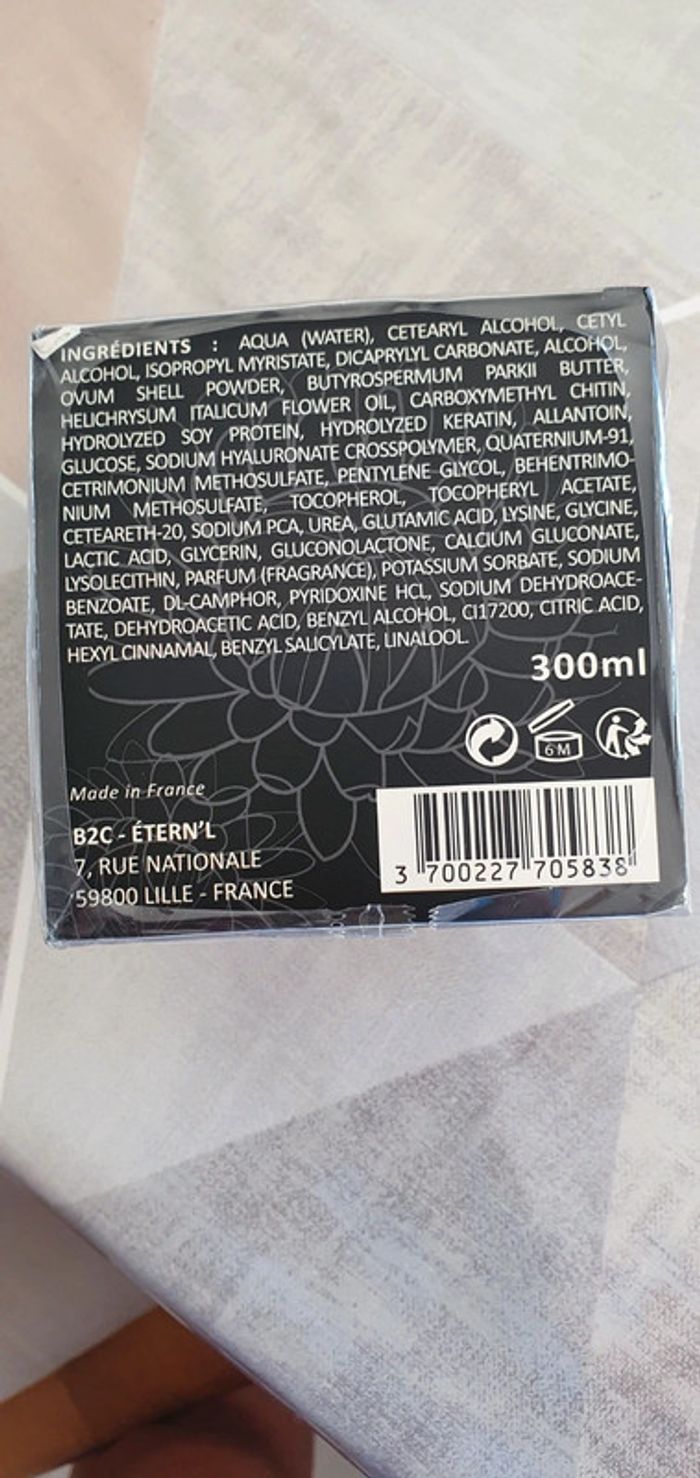 INGRÉDIENTS : AQUA (WATER), CETEARYL ALCOHOL, CETYL
ALCOHOL, ISOPROPYL MYRISTATE, DICAPRYLYL CARBONATE, ALCOHOL,
OVUM SHELL POWDER, BUTYROSPERMUM PARKII BUTTER,
HELICHRYSUM ITALICUM FLOWER OIL, CARBOXYMETHYL CHITIN,
HYDROLYZED SOY PROTEIN, HYDROLYZED KERATIN, ALLANTOIN,
GLUCOSE, SODIUM HYALURONATE CROSSPOLYMER, QUATERNIUM-91,
CETRIMONIUM METHOSULFATE, PENTYLENE GLYCOL, BEHENTRIMO-
NIUM METHOSULFATE, TOCOPHEROL, TOCOPHERYL ACETATE,
CETEARETH-20, SODIUM PCA, UREA, GLUTAMIC ACID, LYSINE, GLYCINE,
LACTIC ACID, GLYCERIN, GLUCONOLACTONE, CALCIUM GLUCONATE,
LYSOLECITHIN, PARFUM (FRAGRANCE), POTASSIUM SORBATE, SODIUM
BENZOATE, DL-CAMPHOR, PYRIDOXINE HCL, SODIUM DEHYDROACE-
TATE, DEHYDROACETIC ACID, BENZYL ALCOHOL, CI17200, CITRIC ACID,
HEXYL CINNAMAL, BENZYL SALICYLATE, LINALOOL.
300ml
6 M
Made in France
B2C - ÉTERN'L
7, RUE NATIONALE
59800 LILLE - FRANCE
3 700227 705838